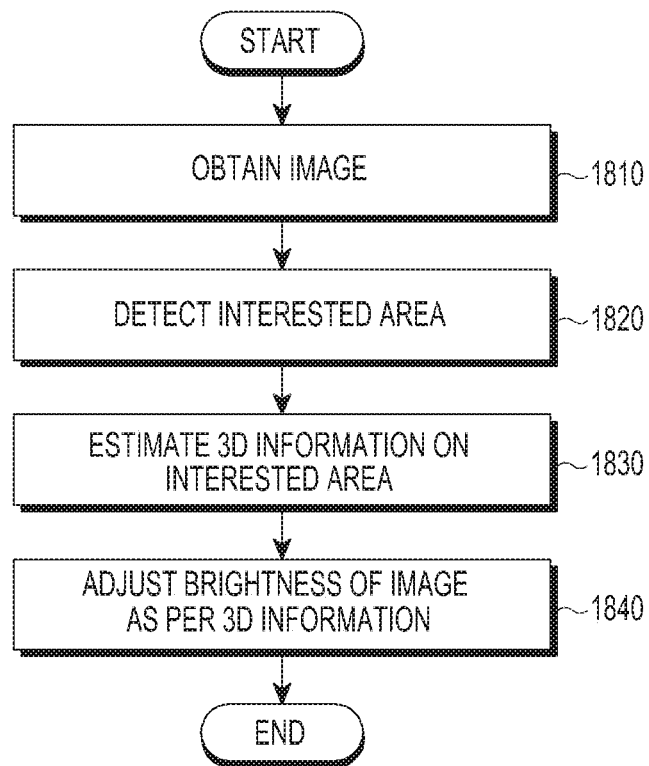 START
OBTAIN IMAGE
1810
DETECT INTERESTED AREA
1820
ESTIMATE 3D INFORMATION ON
INTERESTED AREA
1830
ADJUST BRIGHTNESS OF IMAGE
AS PER 3D INFORMATION
1840
END